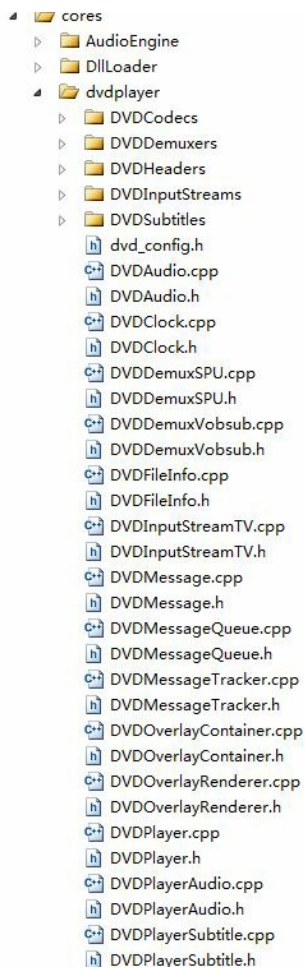 cores
AudioEngine
DllLoader
dvdplayer
DVDCodecs
DVDDemuxers
DVDHeaders
DVDInputStreams
DVDSubtitles
dvd_config.h
DVDAudio.cpp
DVDAudio.h
DVDClock.cpp
DVDClock.h
DVDDemuxSPU.cpp
DVDDemuxSPU.h
DVDDemuxVobsub.cpp
DVDDemuxVobsub.h
DVDFileInfo.cpp
DVDFileInfo.h
DVDInputStreamTV.cpp
DVDInputStreamTV.h
DVDMessage.cpp
DVDMessage.h
DVDMessageQueue.cpp
DVDMessageQueue.h
DVDMessageTracker.cpp
DVDMessageTracker.h
DVDOverlayContainer.cpp
DVDOverlayContainer.h
DVDOverlayRenderer.cpp
DVDOverlayRenderer.h
DVDPlayer.cpp
DVDPlayer.h
DVDPlayerAudio.cpp
DVDPlayerAudio.h
DVDPlayerSubtitle.cpp
DVDPlayerSubtitle.h